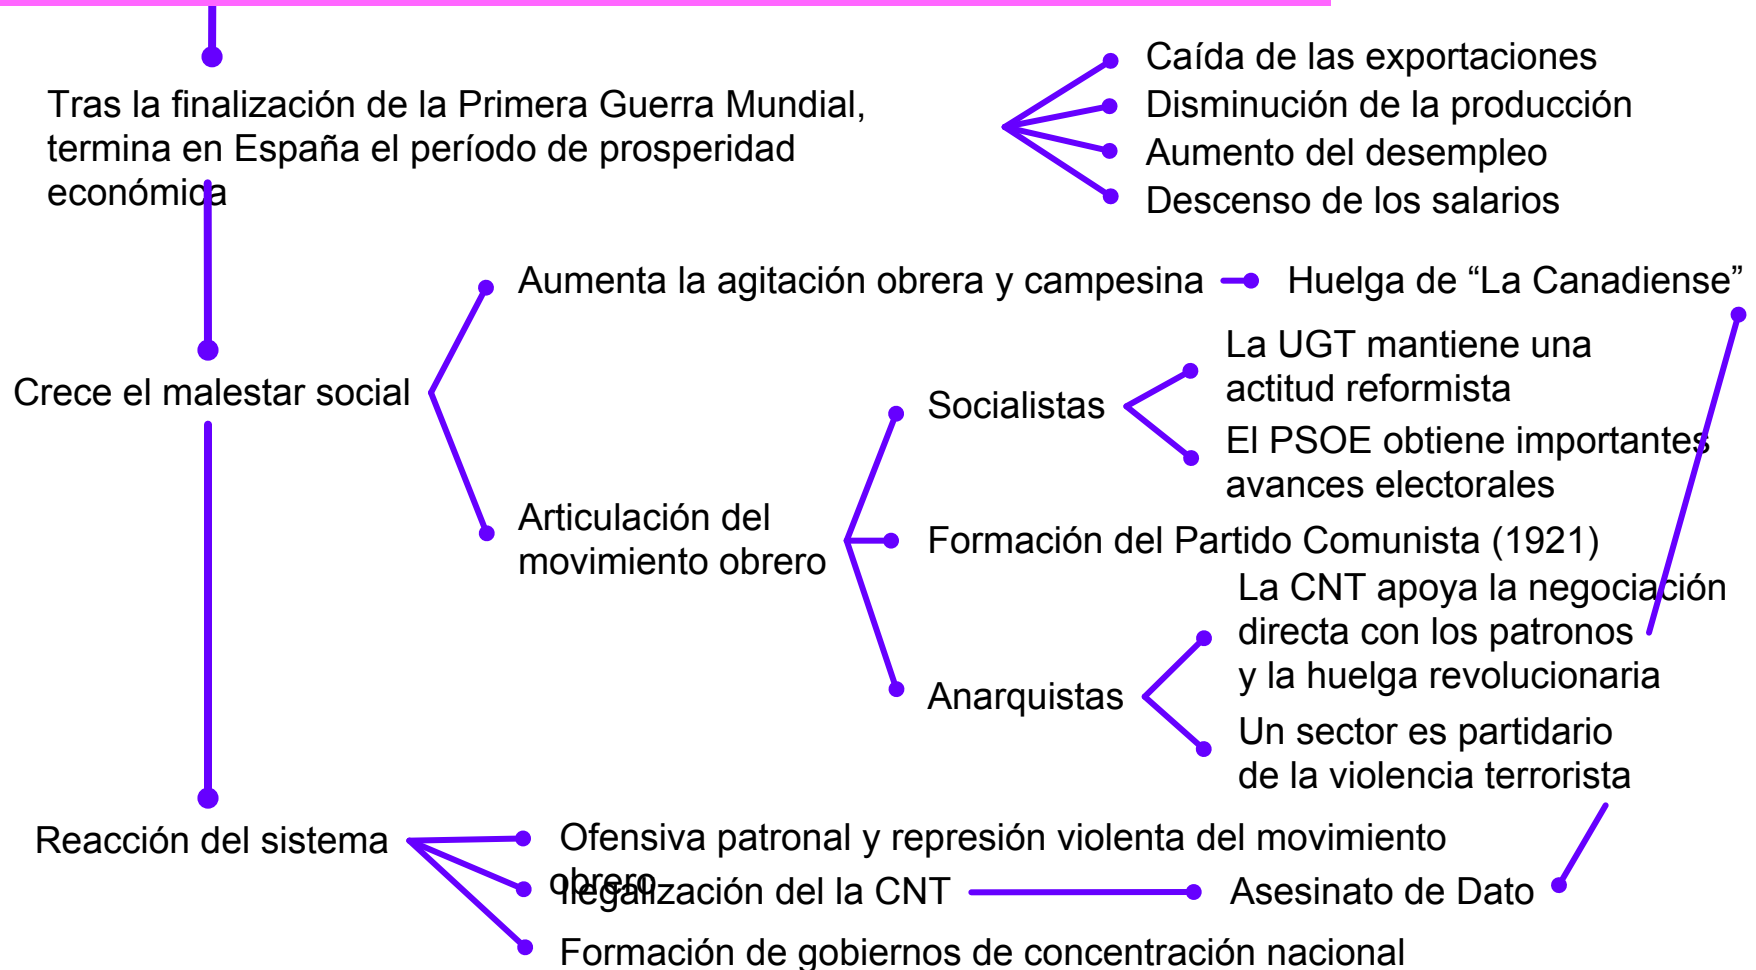 Tras la finalización de la Primera Guerra Mundial,
termina en España el período de prosperidad
económica
Caída de las exportaciones
Disminución de la producción
Aumento del desempleo
Descenso de los salarios
Crece el malestar social
Aumenta la agitación obrera y campesina
Huelga de “La Canadiense”
Articulación del
movimiento obrero
Socialistas
La UGT mantiene una
actitud reformista
El PSOE obtiene importantes
avances electorales
Formación del Partido Comunista (1921)
Anarquistas
La CNT apoya la negociación
directa con los patronos
y la huelga revolucionaria
Un sector es partidario
de la violencia terrorista
Reacción del sistema
Ofensiva patronal y represión violenta del movimiento
obrero
Ilegalización del la CNT
Asesinato de Dato
Formación de gobiernos de concentración nacional